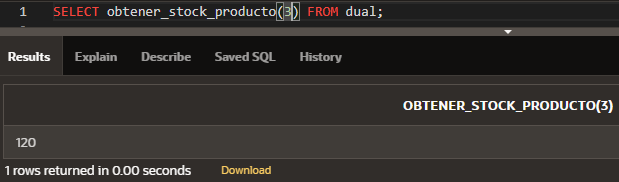 1 SELECT obtener_stock_producto(3) FROM dual;
Results Explain Describe Saved SQL History
OBTENER_STOCK_PRODUCTO(3)
120
1 rows returned in 0.00 seconds Download